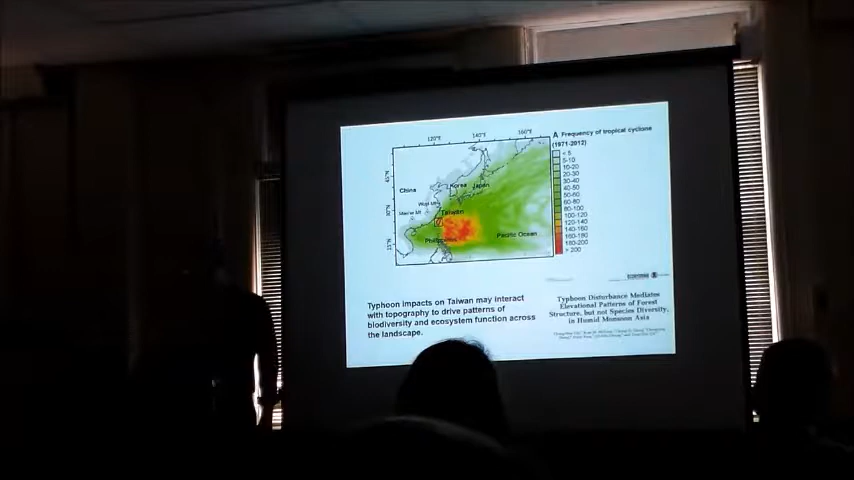 120°E 140°E 160°E
A Frequency of tropical cyclone
(1971-2012)
< 5
5-10
10-20
20-30
30-40
40-50
50-60
60-80
80-100
100-120
120-140
140-160
160-180
180-200
> 200
45°N
30°N
15°N
China
Korea
Japan
Taiwan
Philippines
Pacific Ocean
Typhoon impacts on Taiwan may interact
with topography to drive patterns of
biodiversity and ecosystem function across
the landscape.
Typhoon Disturbance Mediates
Elevational Patterns of Forest
Structure, but not Species Diversity,
in Humid Monsoon Asia